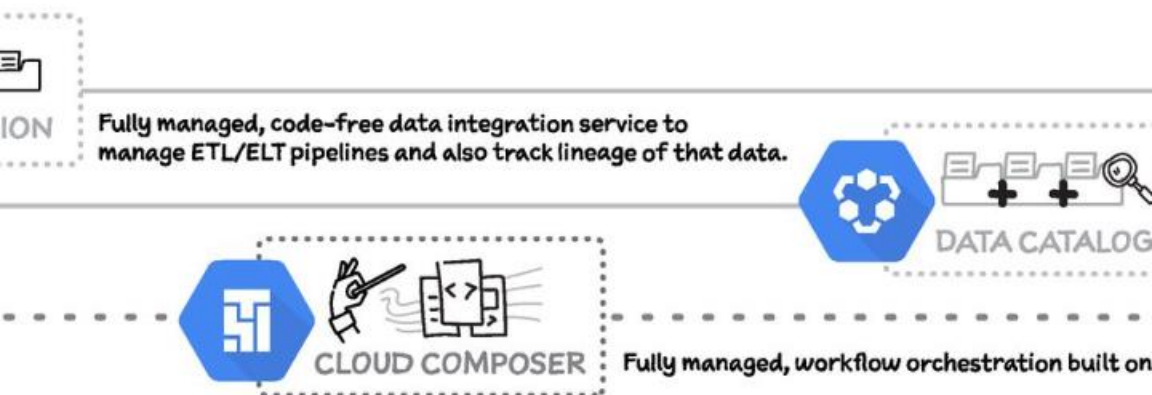 ION
Fully managed, code-free data integration service to
manage ETL/ELT pipelines and also track lineage of that data.
DATA CATALOG
CLOUD COMPOSER
Fully managed, workflow orchestration built on